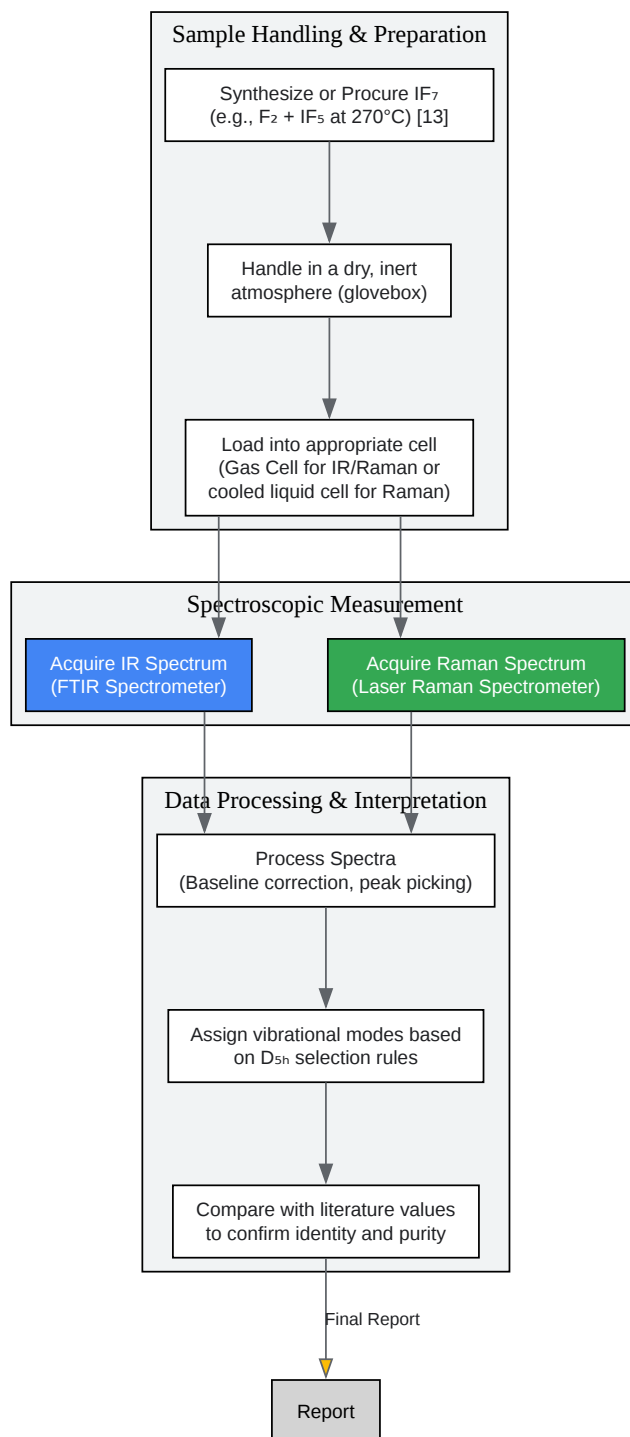 Sample Handling & Preparation
Synthesize or Procure IF₇
(e.g., F₂ + IF₅ at 270°C) [13]
Handle in a dry, inert
atmosphere (glovebox)
Load into appropriate cell
(Gas Cell for IR/Raman or
cooled liquid cell for Raman)
Spectroscopic Measurement
Acquire IR Spectrum
(FTIR Spectrometer)
Acquire Raman Spectrum
(Laser Raman Spectrometer)
Data Processing & Interpretation
Process Spectra
(Baseline correction, peak picking)
Assign vibrational modes based
on D₅ₕ selection rules
Compare with literature values
to confirm identity and purity
Final Report
Report